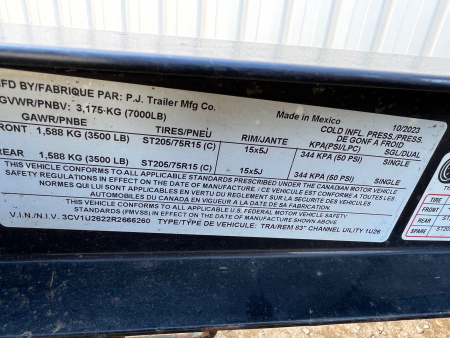 MFD BY/FABRIQUE PAR: P.J. Trailer Mfg Co.
Made in Mexico 10/2023
GVWR/PNBV: 3,175-KG (7000LB)
COLD INFL. PRESS./PRESS
GAWR/PNBE TIRES/PNEU RIM/JANTE DE GONF A FROID
KPA(PSI/LPC) SGL/DUAL
FRONT 1,588 KG (3500 LB) ST205/75R15 (C) 15x5J 344 KPA (50 PSI) SINGLE
REAR 1,588 KG (3500 LB) ST205/75R15 (C) 15x5J 344 KPA (50 PSI) SINGLE
THIS VEHICLE CONFORMS TO ALL APPLICABLE STANDARDS PRESCRIBED UNDER THE CANADIAN MOTOR VEHICLE
SAFETY REGULATIONS IN EFFECT ON THE DATE OF MANUFACTURE / CE VEHICULE EST CONFORME A TOUTES LES
NORMES QUI LUI SONT APPLICABLES EN VERTU DU REGLEMENT SUR LA SECURITE DES VEHICULES
AUTOMOBILES DU CANADA EN VIGUEUR A LA DATE DE SA FABRICATION.
THIS VEHICLE CONFORMS TO ALL APPLICABLE U.S. FEDERAL MOTOR VEHICLE SAFETY
STANDARDS (FMVSS) IN EFFECT ON THE DATE OF MANUFACTURE SHOWN ABOVE.
V.I.N./N.I.V. 3CV1U2622R2666260 TYPE/TYPE DE VEHICULE: TRA/REM 83" CHANNEL UILITY 1U26
TIRE
FRONT
REAR
SPARE